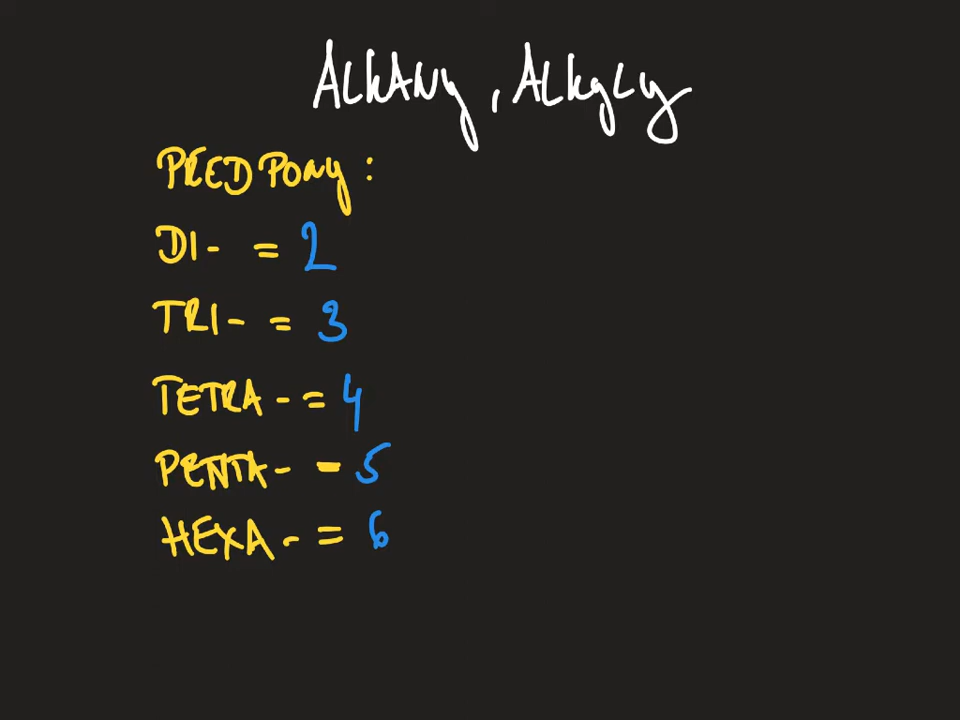 ALKANy, ALKyLy
PREDPONy:
DI- = 2
TRI- = 3
TETRA- = 4
PENTA- = 5
HEXA- = 6